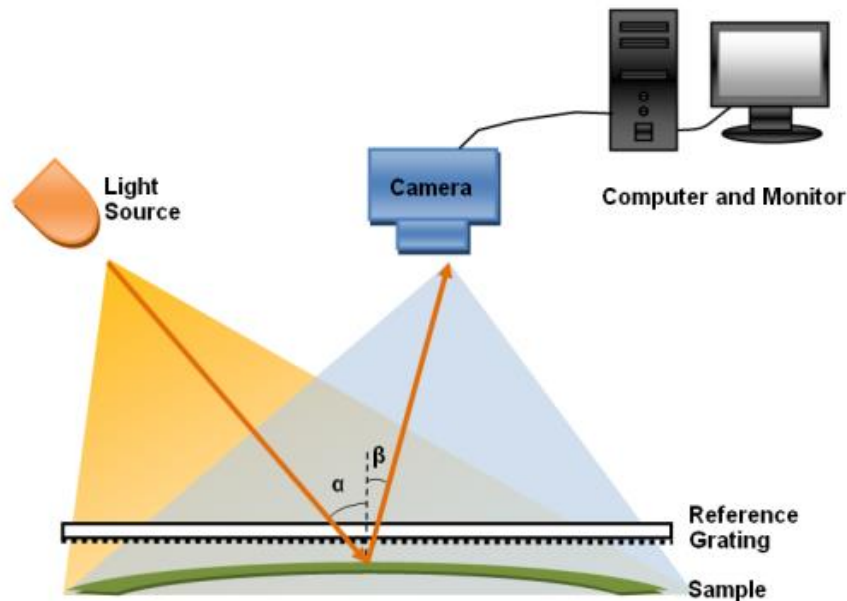 Light
Source
Camera
Computer and Monitor
α
β
Reference
Grating
Sample